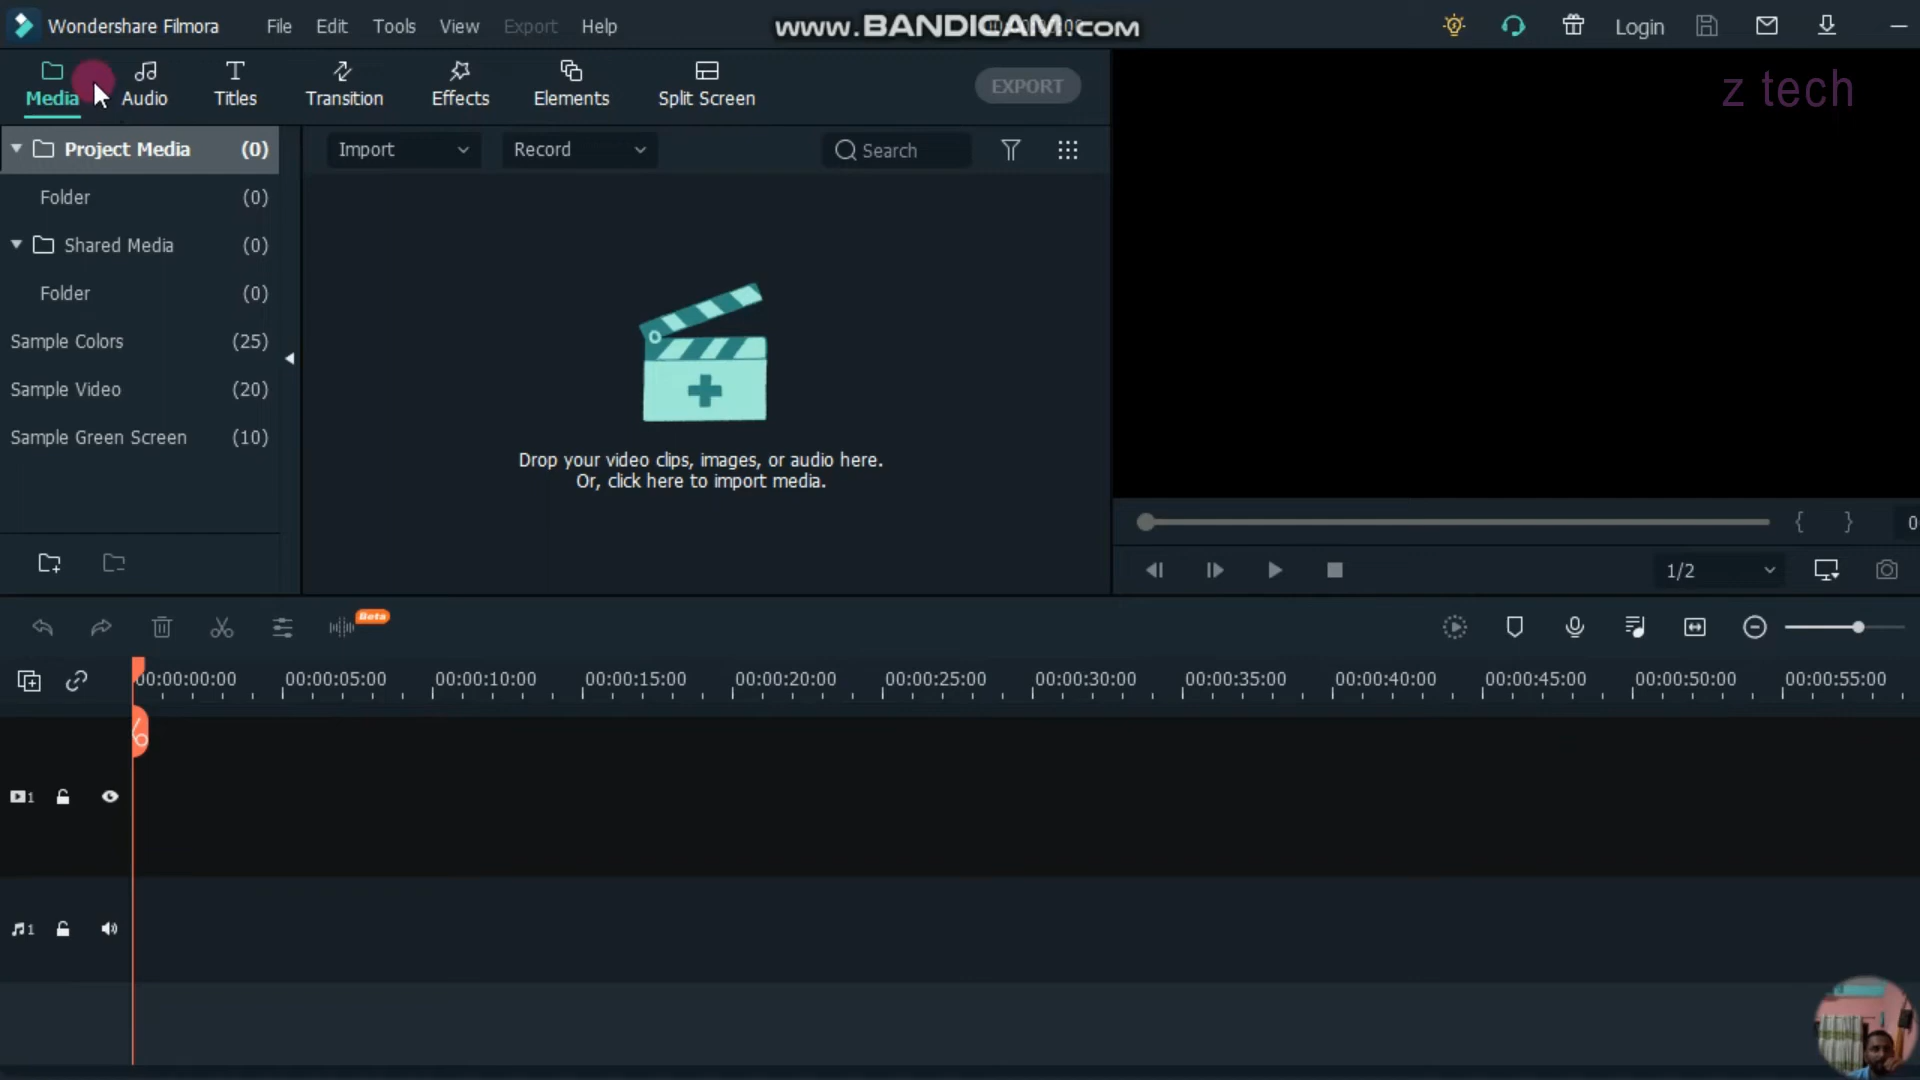 Wondershare Filmora File Edit Tools View Export Help www.BANDICAM.com Login
Media Audio Titles Transition Effects Elements Split Screen EXPORT z tech
Project Media (0) Import Record Search
Folder (0)
Shared Media (0)
Folder (0)
Sample Colors (25)
Sample Video (20)
Sample Green Screen (10)
Drop your video clips, images, or audio here.
Or, click here to import media.
{ }
1/2
Beta
00:00:00:00 00:00:05:00 00:00:10:00 00:00:15:00 00:00:20:00 00:00:25:00 00:00:30:00 00:00:35:00 00:00:40:00 00:00:45:00 00:00:50:00 00:00:55:00
1
1